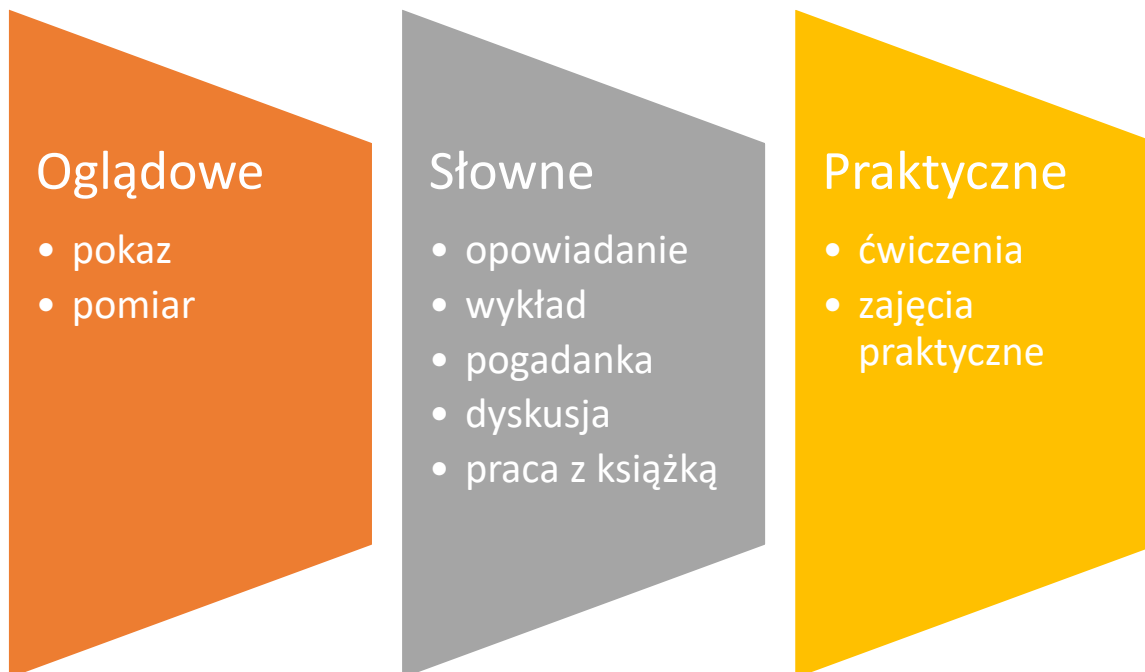 Oglądowe
• pokaz
• pomiar
Słowne
• opowiadanie
• wykład
• pogadanka
• dyskusja
• praca z książką
Praktyczne
• ćwiczenia
• zajęcia
praktyczne